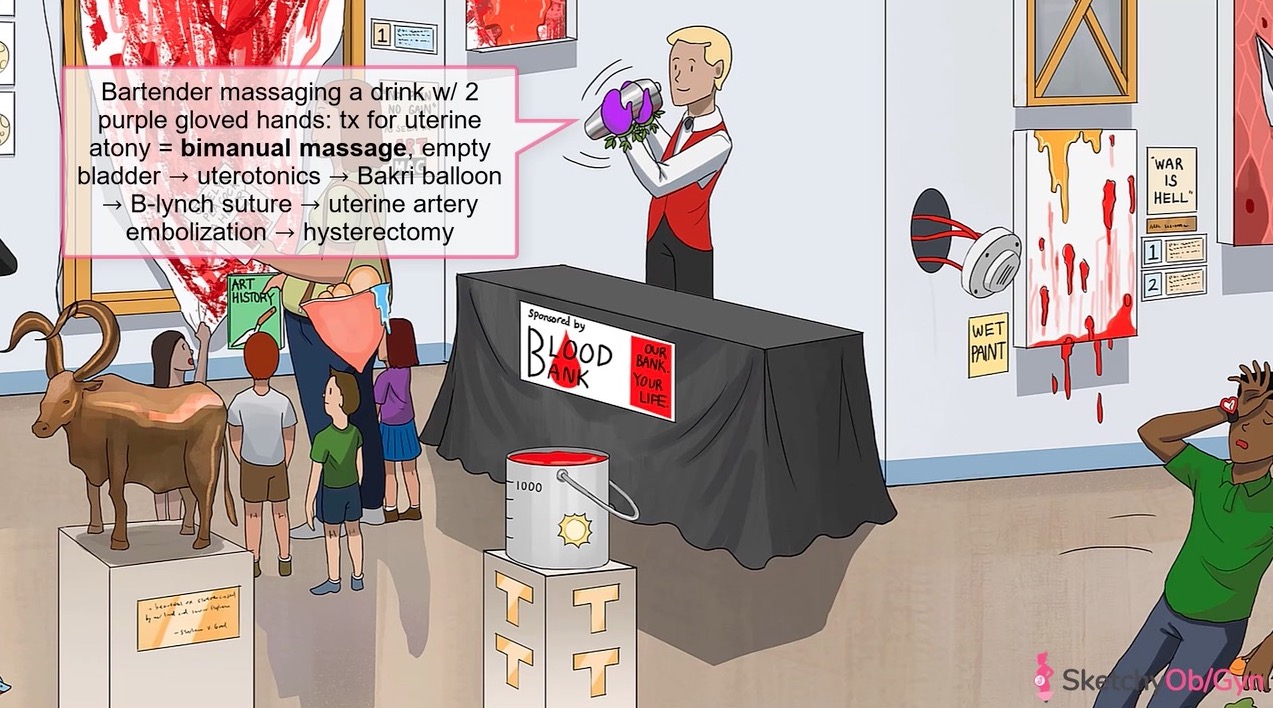 Bartender massaging a drink w/ 2
purple gloved hands: tx for uterine
atony = bimanual massage, empty
bladder → uterotonics → Bakri balloon
→ B-lynch suture → uterine artery
embolization → hysterectomy
1
NO GAIN
ART
HISTORY
Sponsored by
BLOOD
BANK
OUR
BANK.
YOUR
LIFE.
"WAR
IS
HELL"
1
2
WET
PAINT
1000
T T
T T
SketchyOb/Gyn